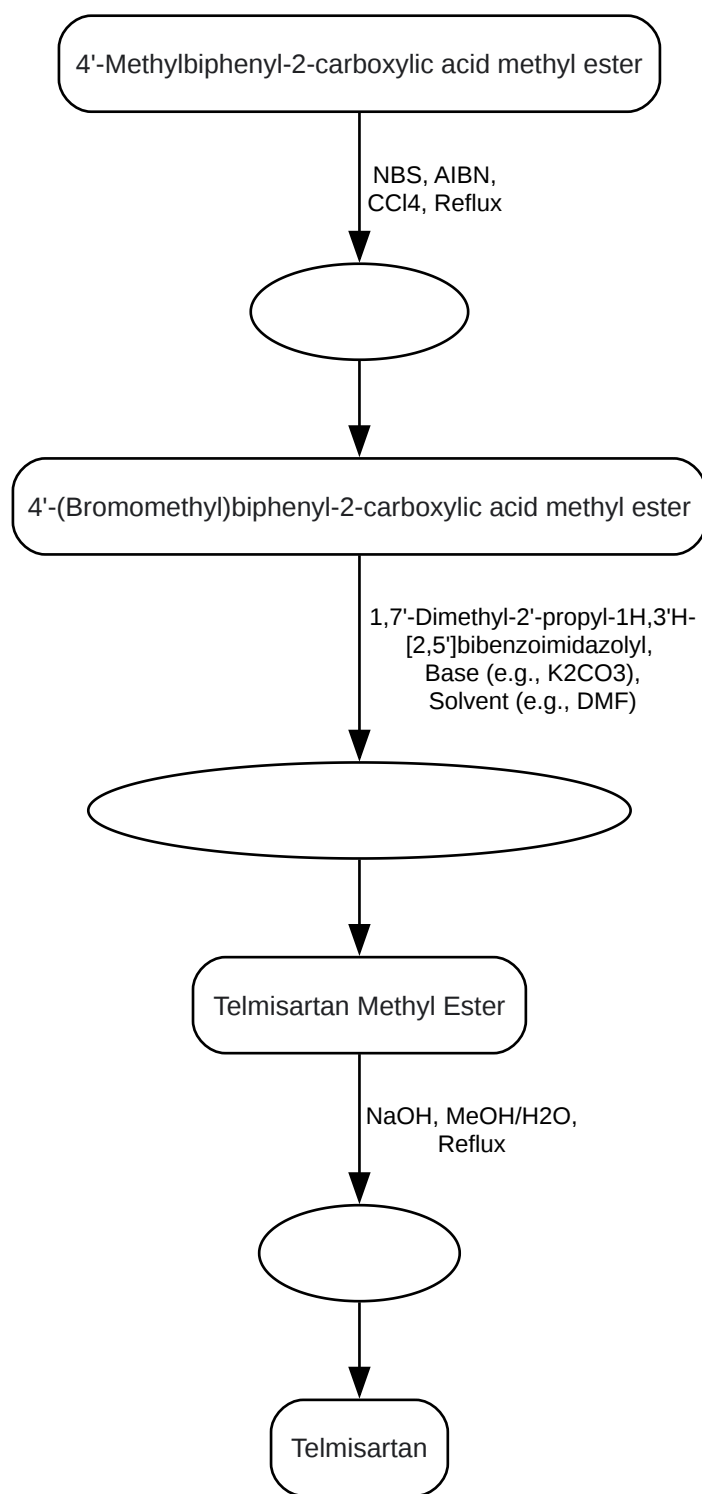 4'-Methylbiphenyl-2-carboxylic acid methyl ester
NBS, AIBN,
CCl4, Reflux
4'-(Bromomethyl)biphenyl-2-carboxylic acid methyl ester
1,7'-Dimethyl-2'-propyl-1H,3'H-
[2,5']bibenzoimidazolyl,
Base (e.g., K2CO3),
Solvent (e.g., DMF)
Telmisartan Methyl Ester
NaOH, MeOH/H2O,
Reflux
Telmisartan